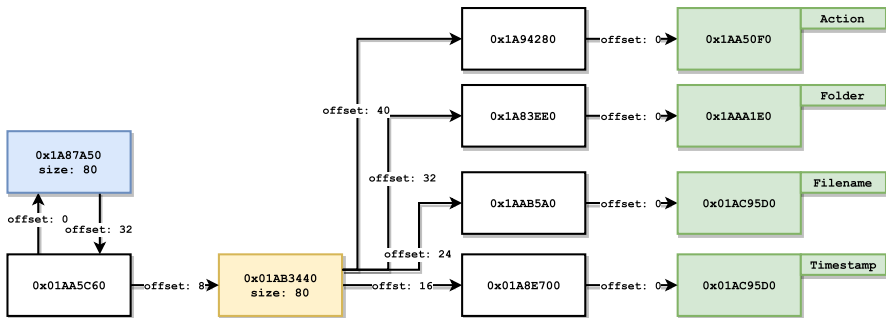 Action
0x1A94280
offset: 0
0x1AA50F0
offset: 40
Folder
0x1A83EE0
offset: 0
0x1AAA1E0
0x1A87A50
size: 80
offset: 32
Filename
0x1AAB5A0
offset: 0
0x01AC95D0
offset: 0
offset: 32
offset: 24
Timestamp
0x01AA5C60
offset: 8
0x01AB3440
size: 80
offst: 16
0x01A8E700
offset: 0
0x01AC95D0